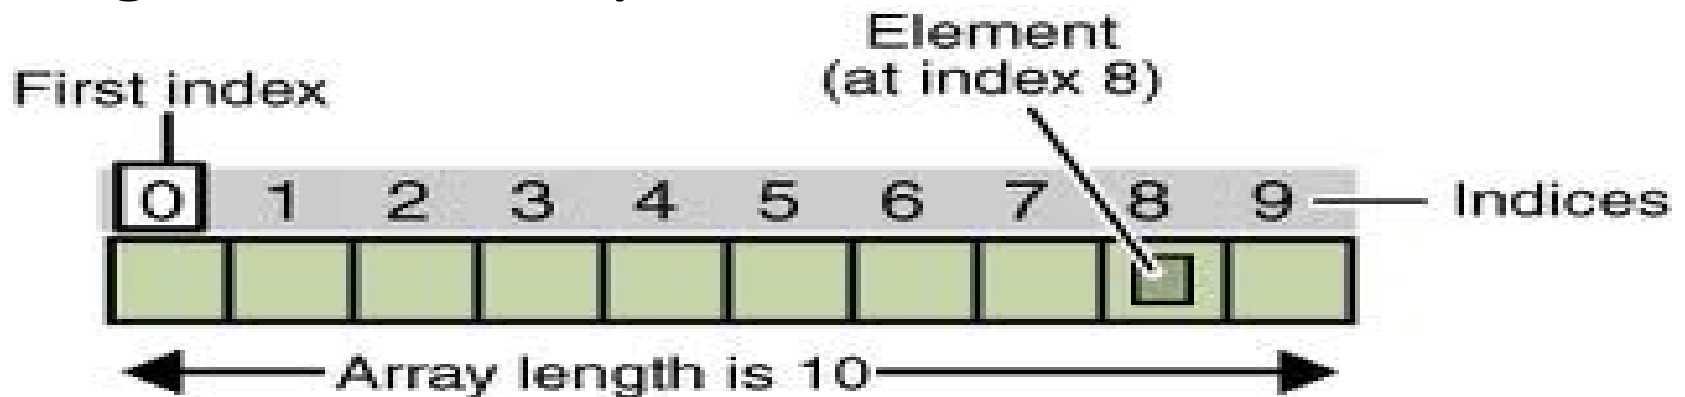 First index
Element
(at index 8)
0 1 2 3 4 5 6 7 8 9
Indices
Array length is 10